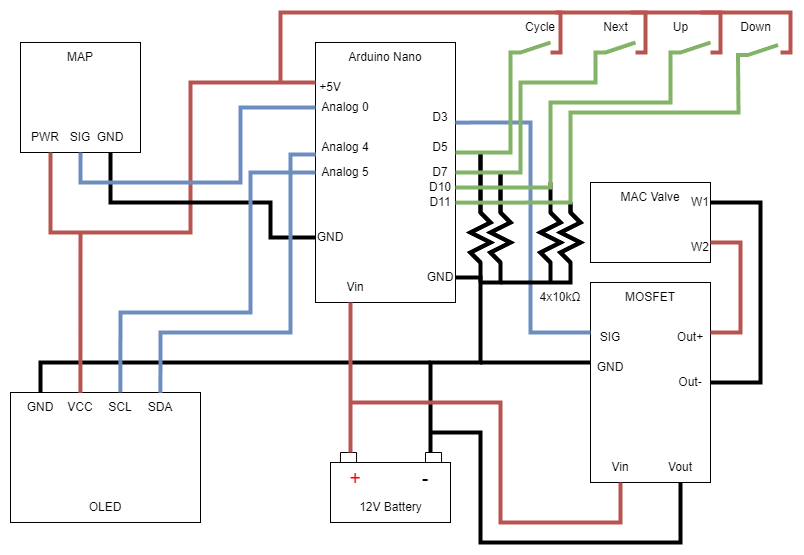 Cycle Next Up Down
MAP
PWR SIG GND
Arduino Nano
+5V
Analog 0
Analog 4
Analog 5
GND
Vin
D3
D5
D7
D10
D11
GND
4x10kΩ
MAC Valve
W1
W2
MOSFET
SIG
GND
Out+
Out-
Vin Vout
GND VCC SCL SDA
OLED
+ -
12V Battery